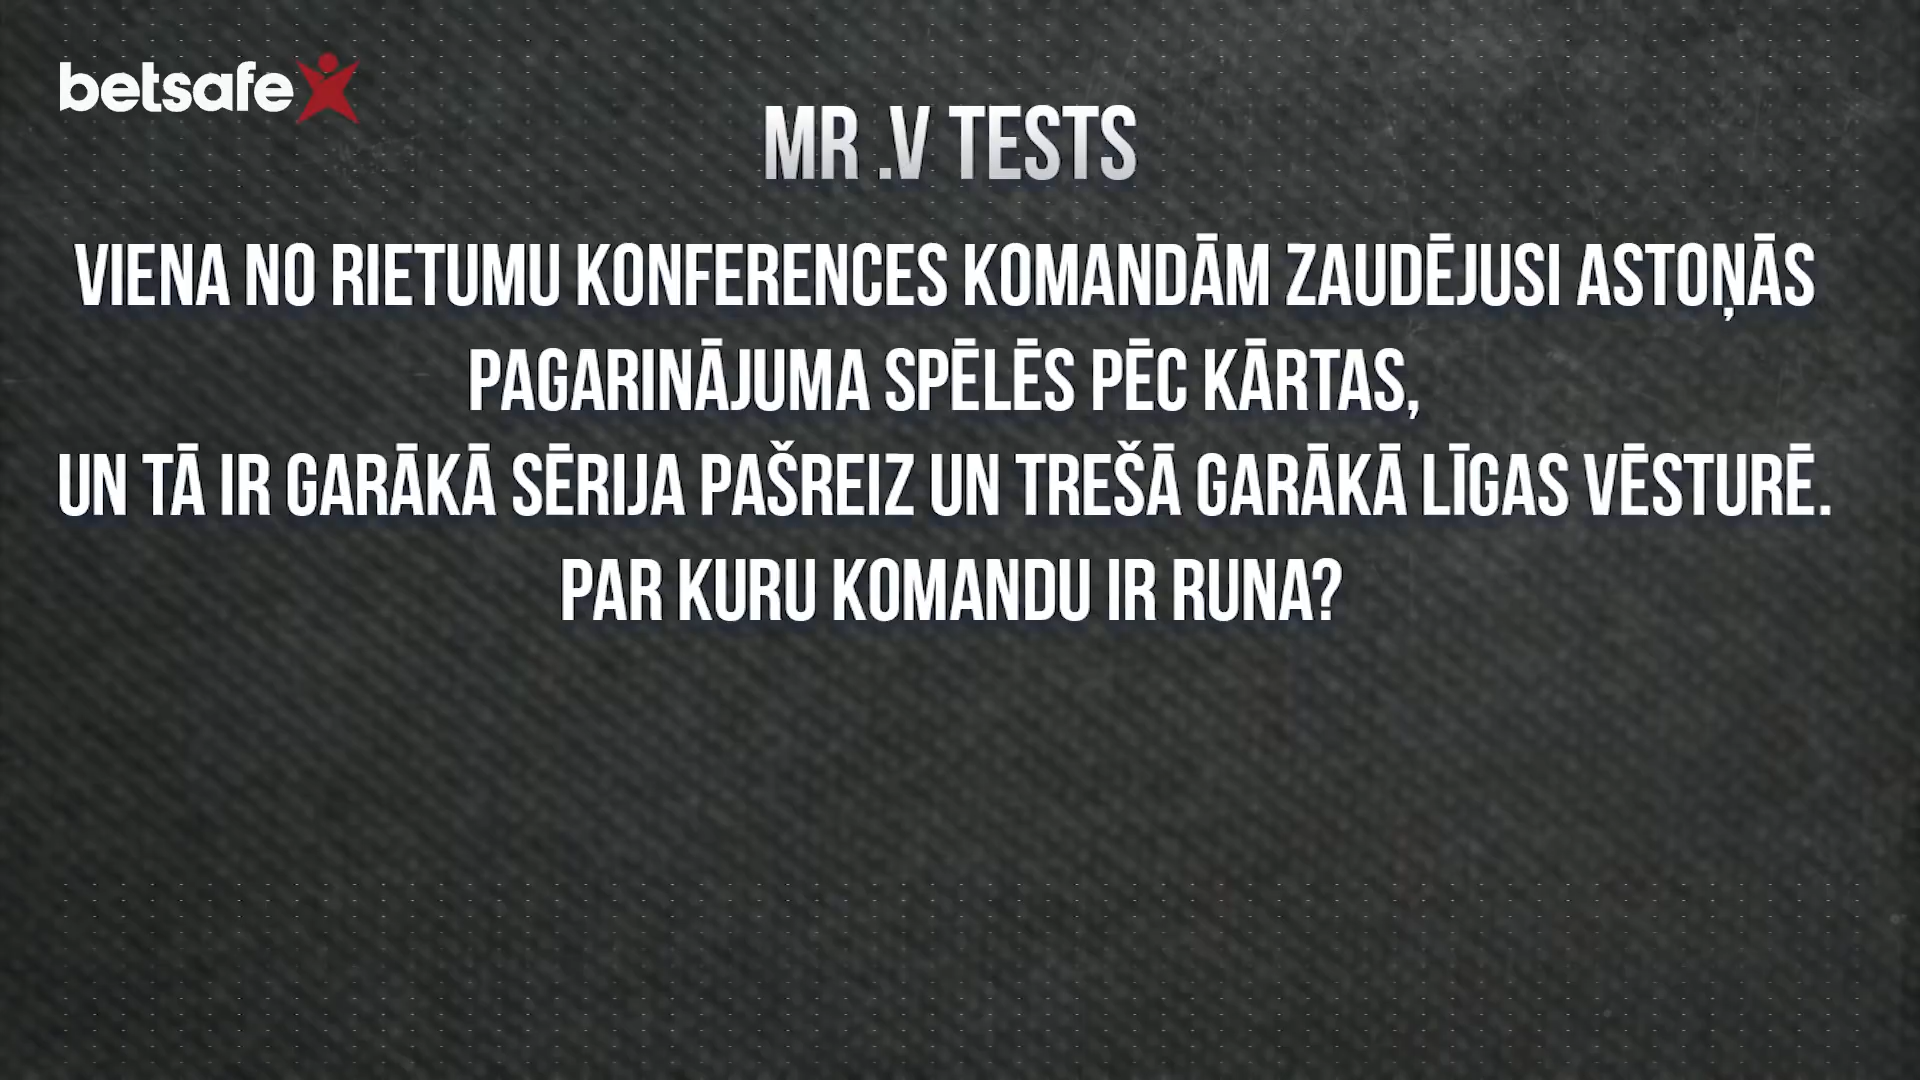 betsafe
MR .V TESTS
VIENA NO RIETUMU KONFERENCES KOMANDĀM ZAUDĒJUSI ASTOŅĀS
PAGARINĀJUMA SPĒLĒS PĒC KĀRTAS,
UN TĀ IR GARĀKĀ SĒRIJA PAŠREIZ UN TREŠĀ GARĀKĀ LĪGAS VĒSTURĒ.
PAR KURU KOMANDU IR RUNA?